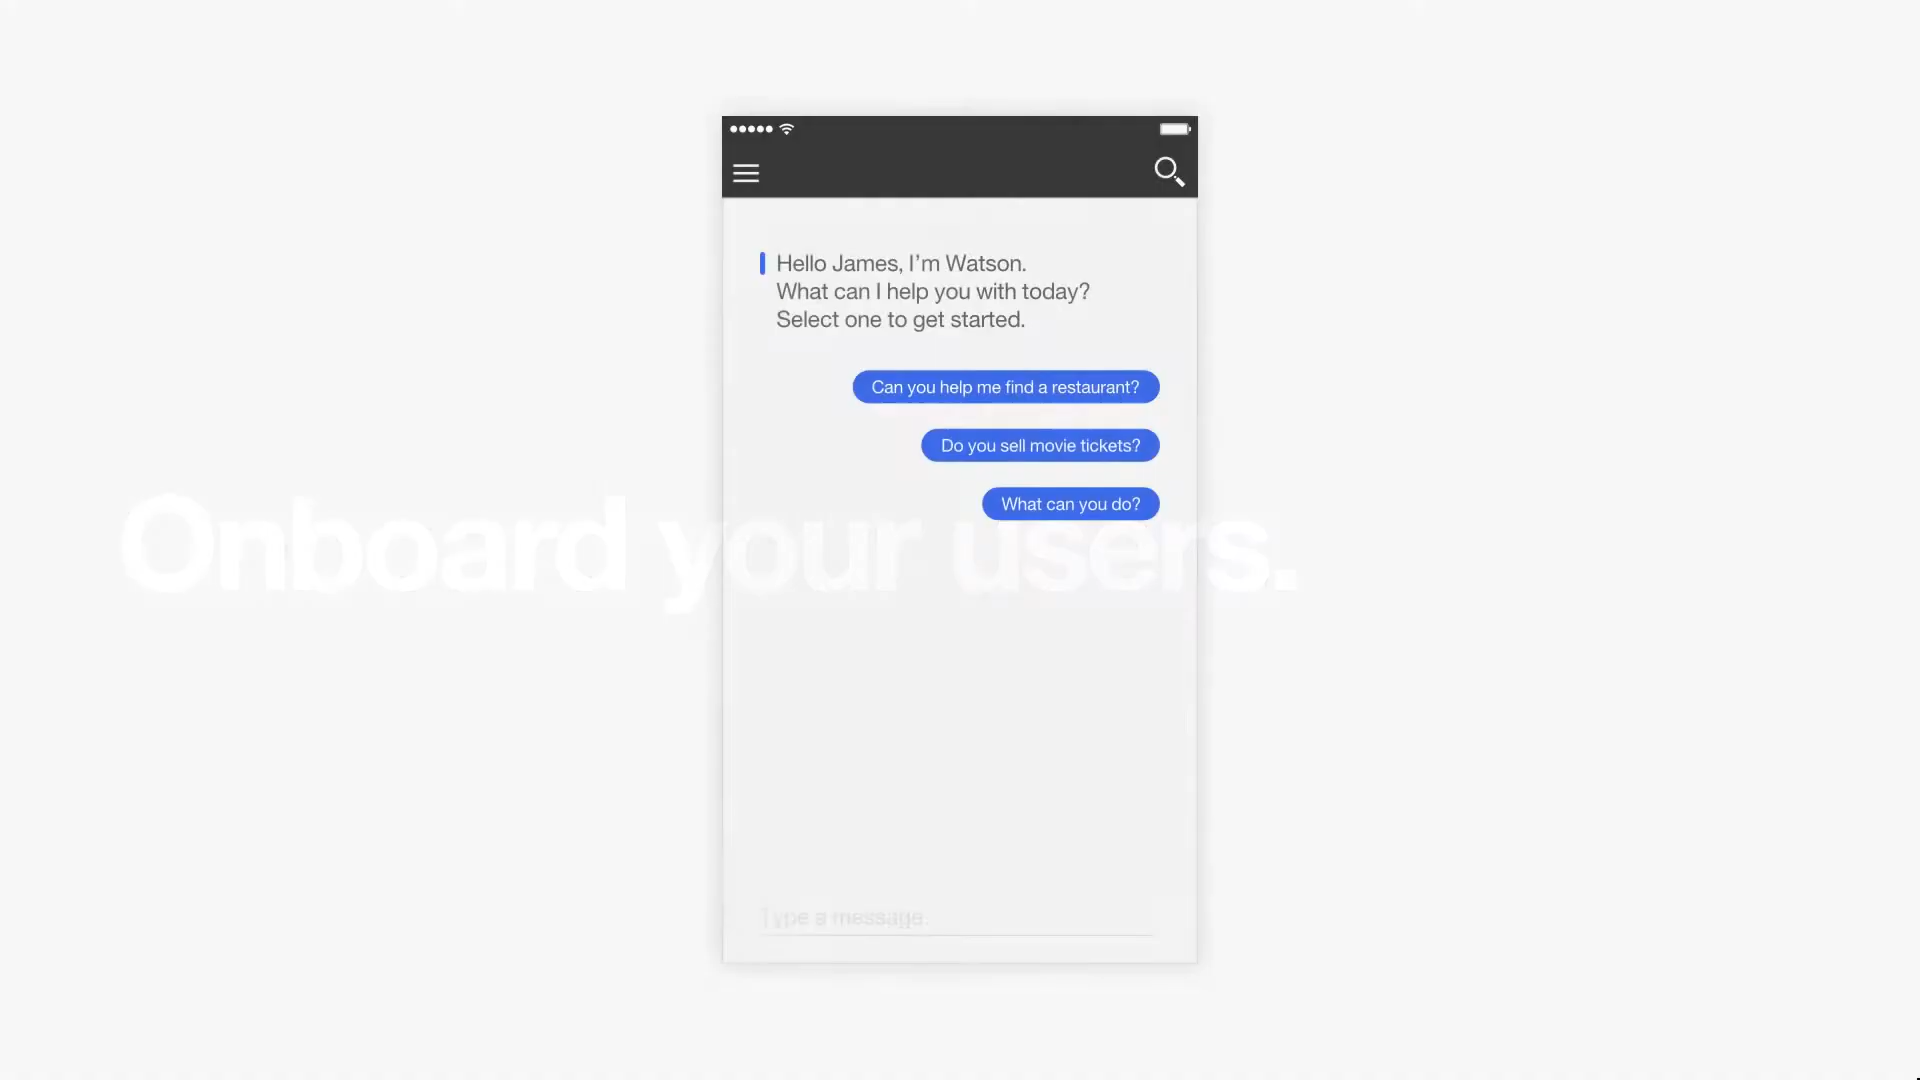 Hello James, I’m Watson.
What can I help you with today?
Select one to get started.
Can you help me find a restaurant?
Do you sell movie tickets?
What can you do?
Onboard your users.
Type a message.